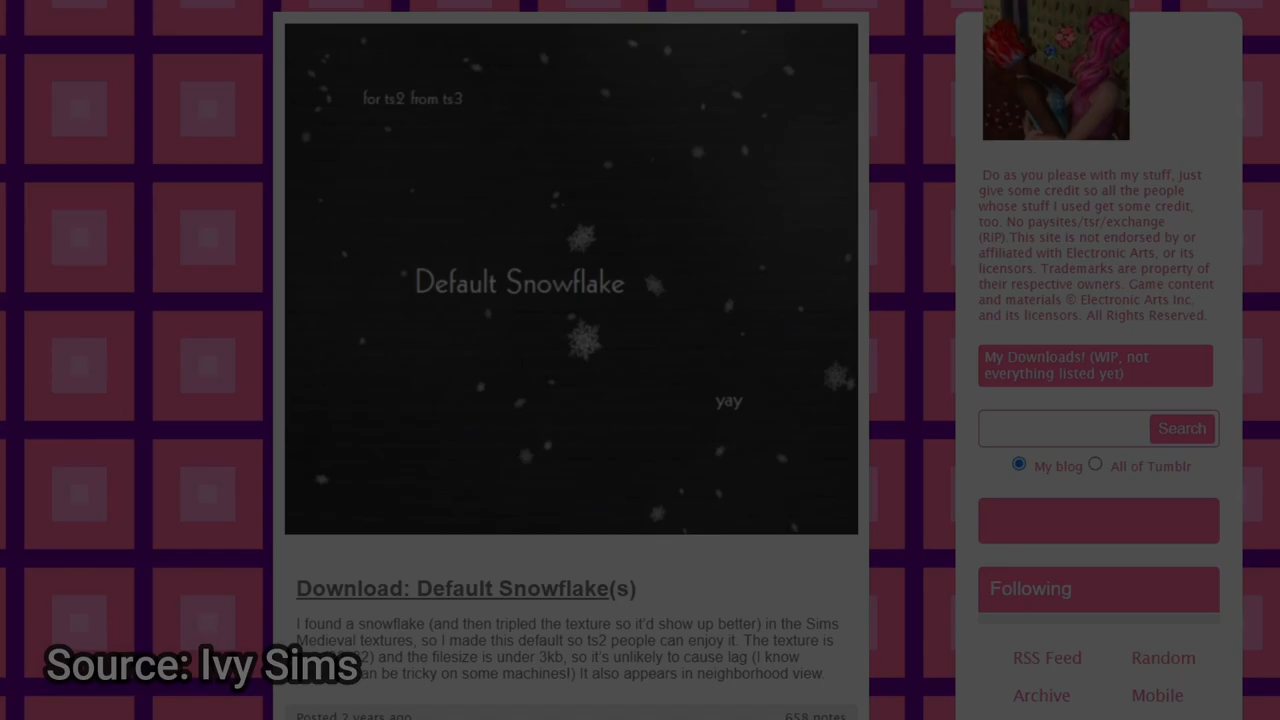 for ts2 from ts3
Default Snowflake
yay
Download: Default Snowflake(s)
I found a snowflake (and then tripled the texture so it'd show up better) in the Sims
Medieval textures, so I made this default so ts2 people can enjoy it. The texture is
and the filesize is under 3kb, so it's unlikely to cause lag (I know
can be tricky on some machines!) It also appears in neighborhood view.
Posted 2 years ago
658 notes
Source: Ivy Sims
Do as you please with my stuff, just
give some credit so all the people
whose stuff I used get some credit,
too. No paysites/tsr/exchange
(RIP).This site is not endorsed by or
affiliated with Electronic Arts, or its
licensors. Trademarks are property of
their respective owners. Game content
and materials © Electronic Arts Inc.
and its licensors. All Rights Reserved.
My Downloads! (WIP, not
everything listed yet)
Search
My blog All of Tumblr
Following
RSS Feed
Random
Archive
Mobile